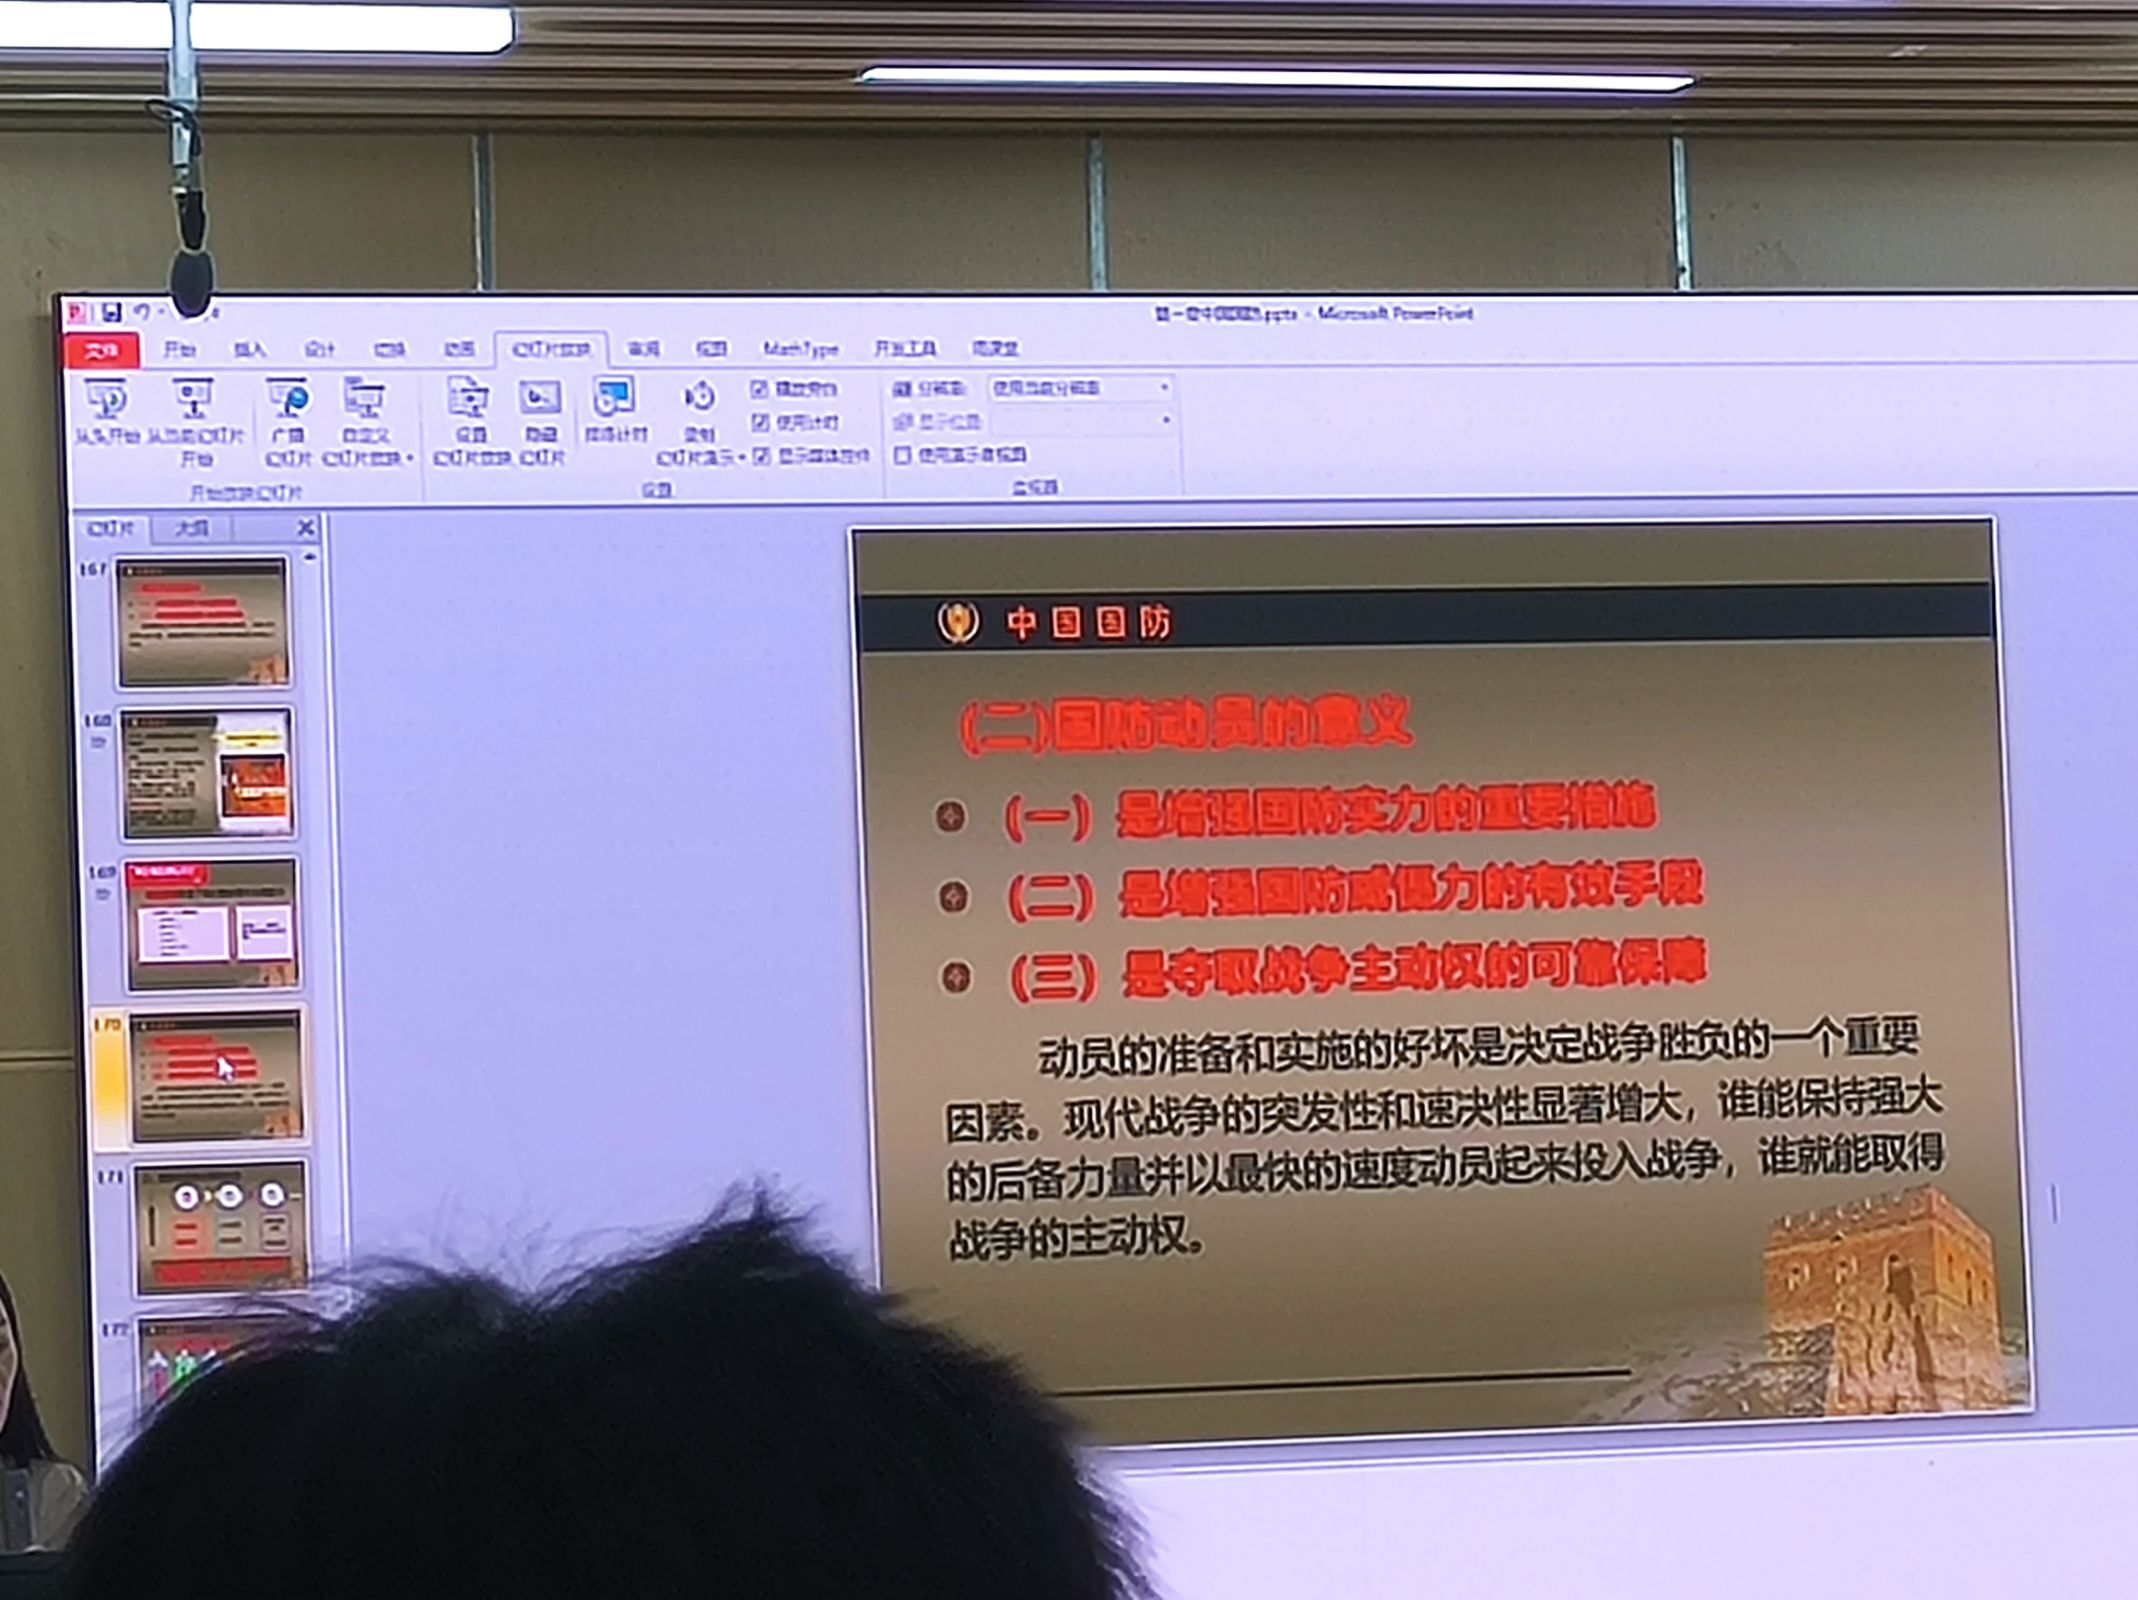 Microsoft PowerPoint
文件 开始 插入 设计 切换 动画 幻灯片放映 审阅 视图 MathType 开发工具 雨课堂
从头开始 从当前幻灯片 广播 自定义 设置 隐藏 排练计时 录制
开始 幻灯片 幻灯片放映 幻灯片放映 幻灯片 幻灯片演示
播放旁白
使用计时
显示媒体控件
分辨率: 使用当前分辨率
显示位置:
使用演示者视图
开始放映幻灯片 设置 监视器
幻灯片 大纲
167
168
169
170
171
172
中国国防
(二)国防动员的意义
(一) 是增强国防实力的重要措施
(二) 是增强国防威慑力的有效手段
(三) 是夺取战争主动权的可靠保障
动员的准备和实施的好坏是决定战争胜负的一个重要
因素。现代战争的突发性和速决性显著增大，谁能保持强大
的后备力量并以最快的速度动员起来投入战争，谁就能取得
战争的主动权。